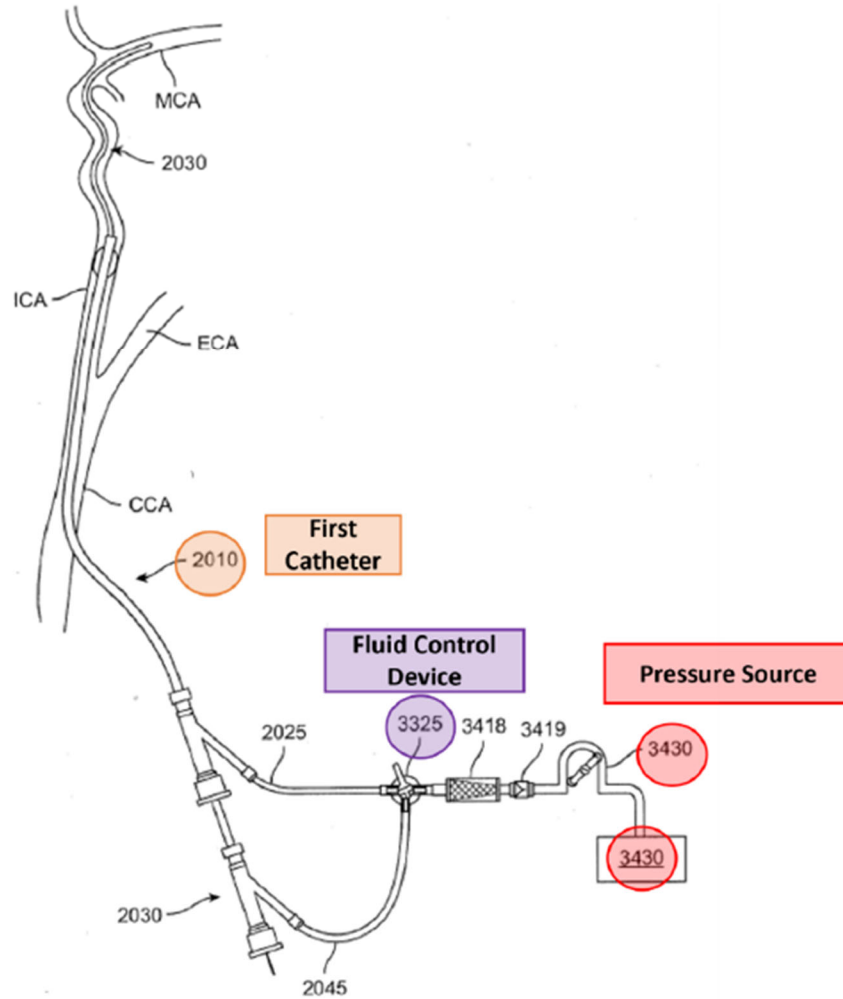 MCA
2030
ICA
ECA
CCA
2010
First
Catheter
Fluid Control
Device
Pressure Source
3325
3418
3419
3430
2025
3430
2030
2045